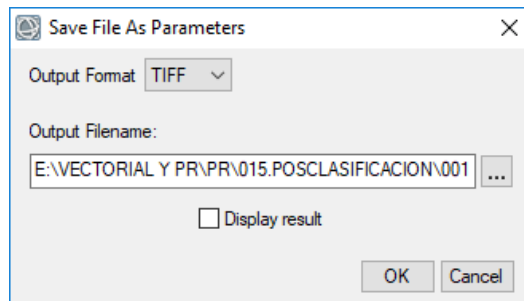 Save File As Parameters
Output Format TIFF
Output Filename:
E:\VECTORIAL Y PR\PR\015.POSCLASIFICACION\001
...
Display result
OK Cancel